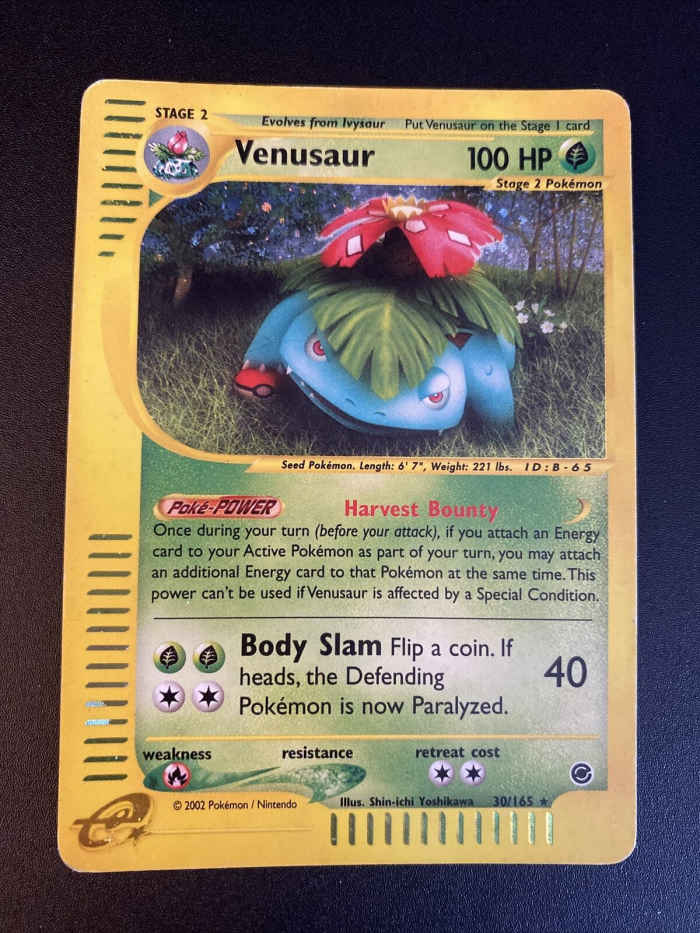 STAGE 2
Evolves from Ivysaur Put Venusaur on the Stage 1 card
Venusaur 100 HP
Stage 2 Pokémon
Seed Pokémon. Length: 6' 7", Weight: 221 lbs. ID:B-65
Poké-POWER Harvest Bounty
Once during your turn (before your attack), if you attach an Energy
card to your Active Pokémon as part of your turn, you may attach
an additional Energy card to that Pokémon at the same time. This
power can't be used if Venusaur is affected by a Special Condition.
Body Slam Flip a coin. If
heads, the Defending
Pokémon is now Paralyzed.
40
weakness resistance retreat cost
© 2002 Pokémon / Nintendo
Illus. Shin-ichi Yoshikawa 30/165 ★
e